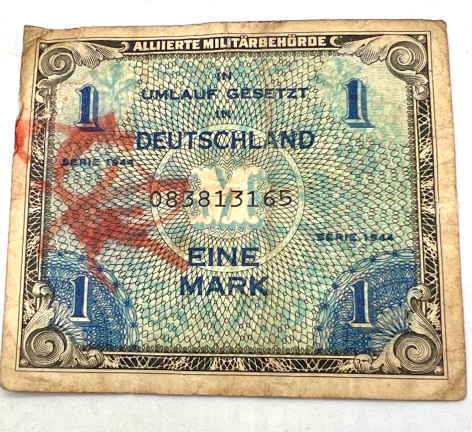 ALLIIERTE MILITÄRBEHÖRDE
1 1
IN
UMLAUF GESETZT
IN
DEUTSCHLAND
SERIE 1944
083813165
M
SERIE 1944
EINE
MARK
1 1